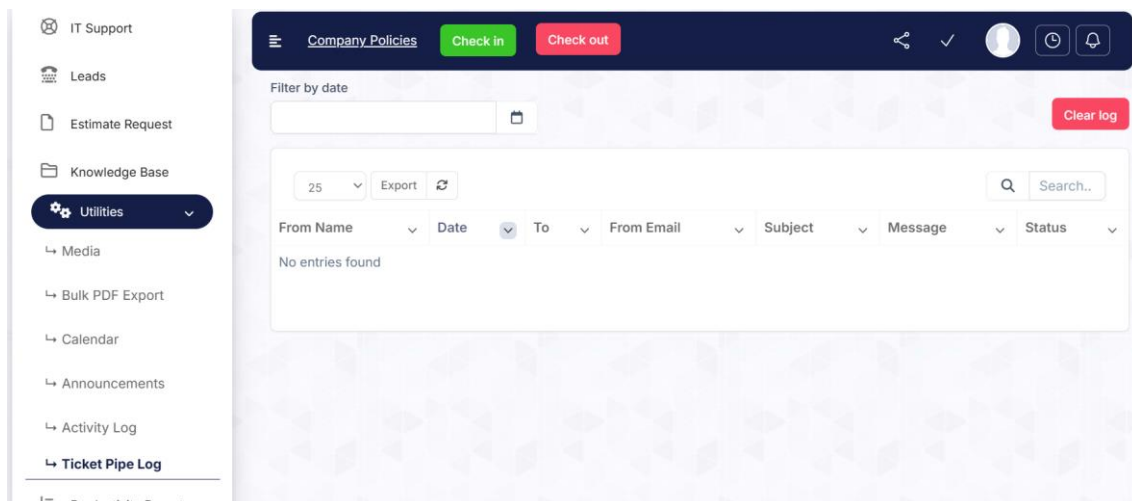 IT Support
Leads
Estimate Request
Knowledge Base
Utilities
Media
Bulk PDF Export
Calendar
Announcements
Activity Log
Ticket Pipe Log
Company Policies Check in Check out
Filter by date
Clear log
25 Export Search..
From Name Date To From Email Subject Message Status
No entries found